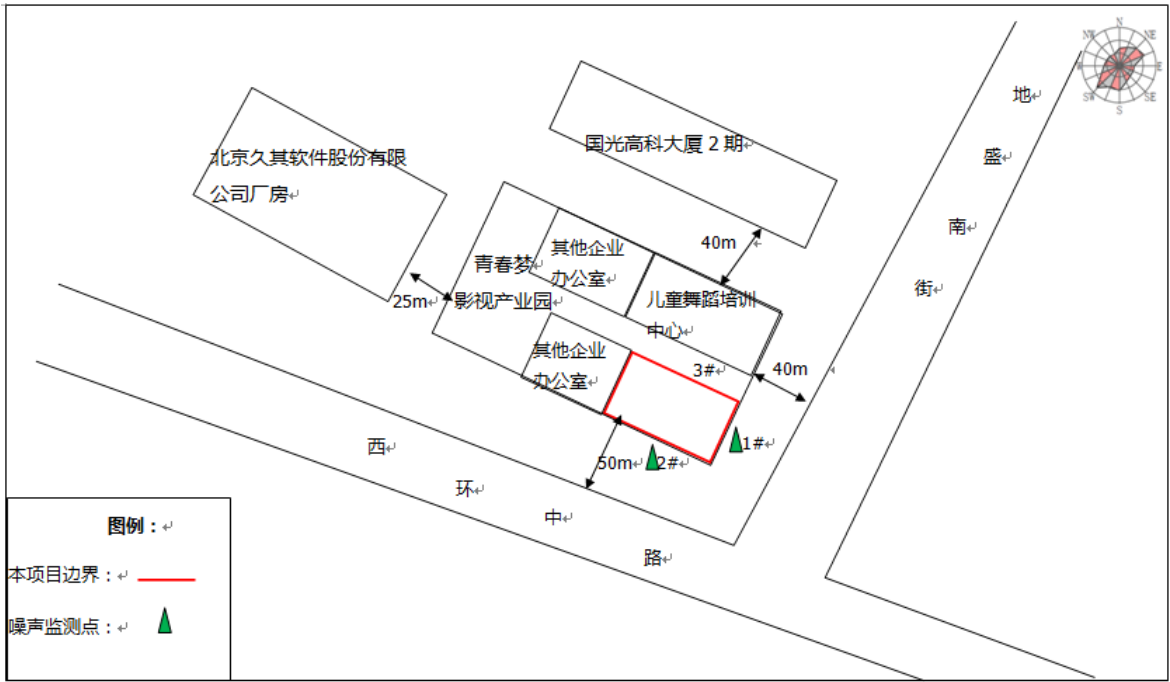 N
NW
NE
W
E
SW
SE
S
地
盛
南
街
国光高科大厦 2 期
北京久其软件股份有限
公司厂房
40m
其他企业
办公室
青春梦
影视产业园
25m
儿童舞蹈培训
中心
其他企业
办公室
3#
40m
1#
50m
2#
西
环
中
路
图例：
本项目边界：
噪声监测点：